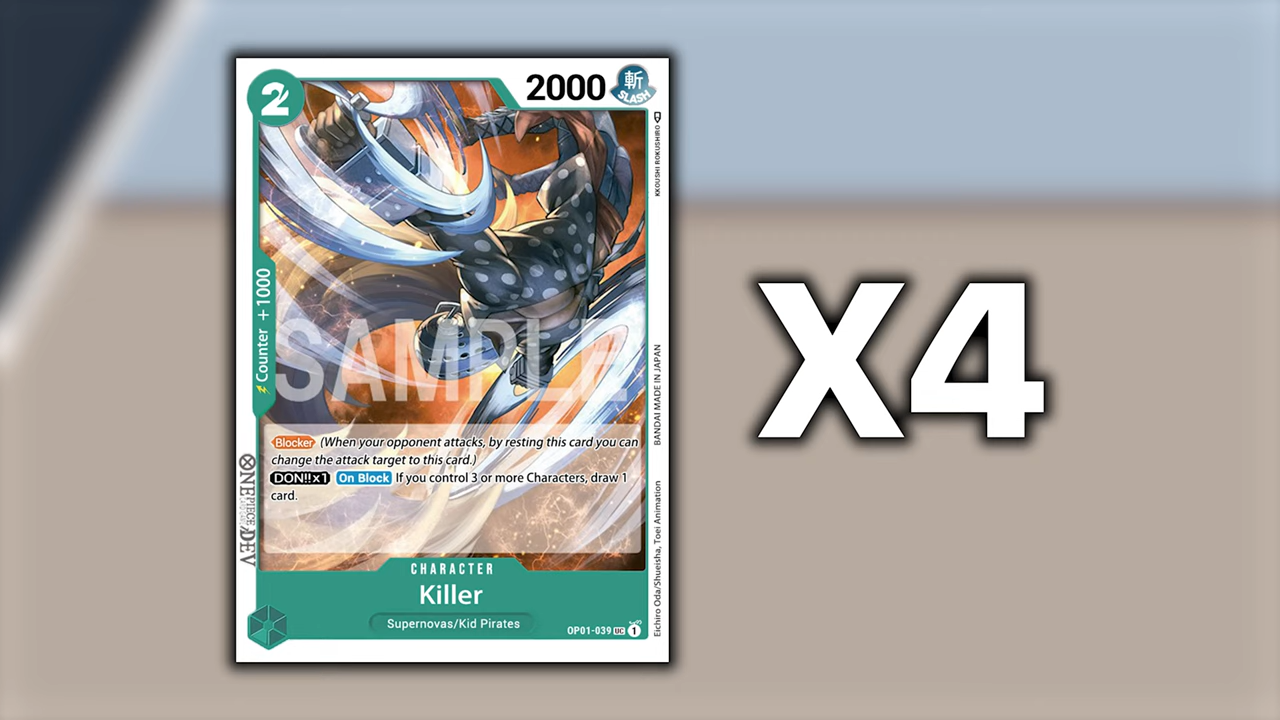 2
2000
斬
SLASH
KKOUSHI ROKUSHIRO
X4
Counter +1000
SAMPLE
BANDAI MADE IN JAPAN
Blocker (When your opponent attacks, by resting this card you can
change the attack target to this card.)
DON!!x1 On Block If you control 3 or more Characters, draw 1
card.
ONE PIECE DEV
Eiichiro Oda/Shueisha, Toei Animation
CHARACTER
Killer
Supernovas/Kid Pirates
OP01-039 UC 1